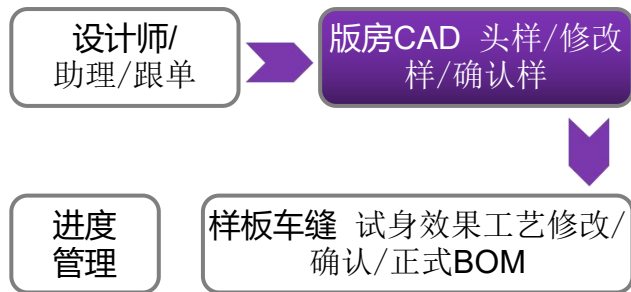 设计师/
助理/跟单
版房CAD 头样/修改
样/确认样
进度
管理
样板车缝 试身效果工艺修改/
确认/正式BOM